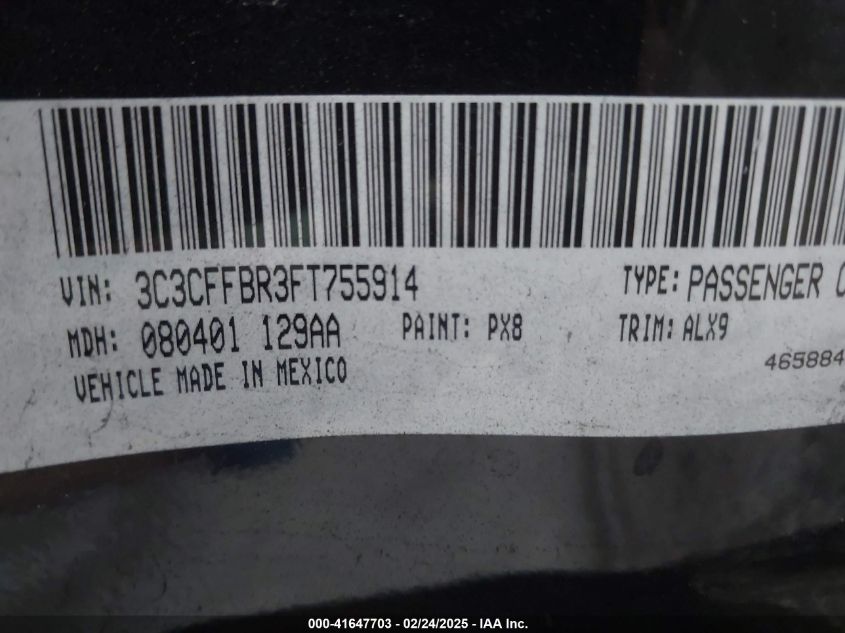 VIN: 3C3CFFBR3FT755914 TYPE: PASSENGER
MDH: 080401 129AA PAINT: PX8 TRIM: ALX9
VEHICLE MADE IN MEXICO 465884
000-41647703 - 02/24/2025 - IAA Inc.